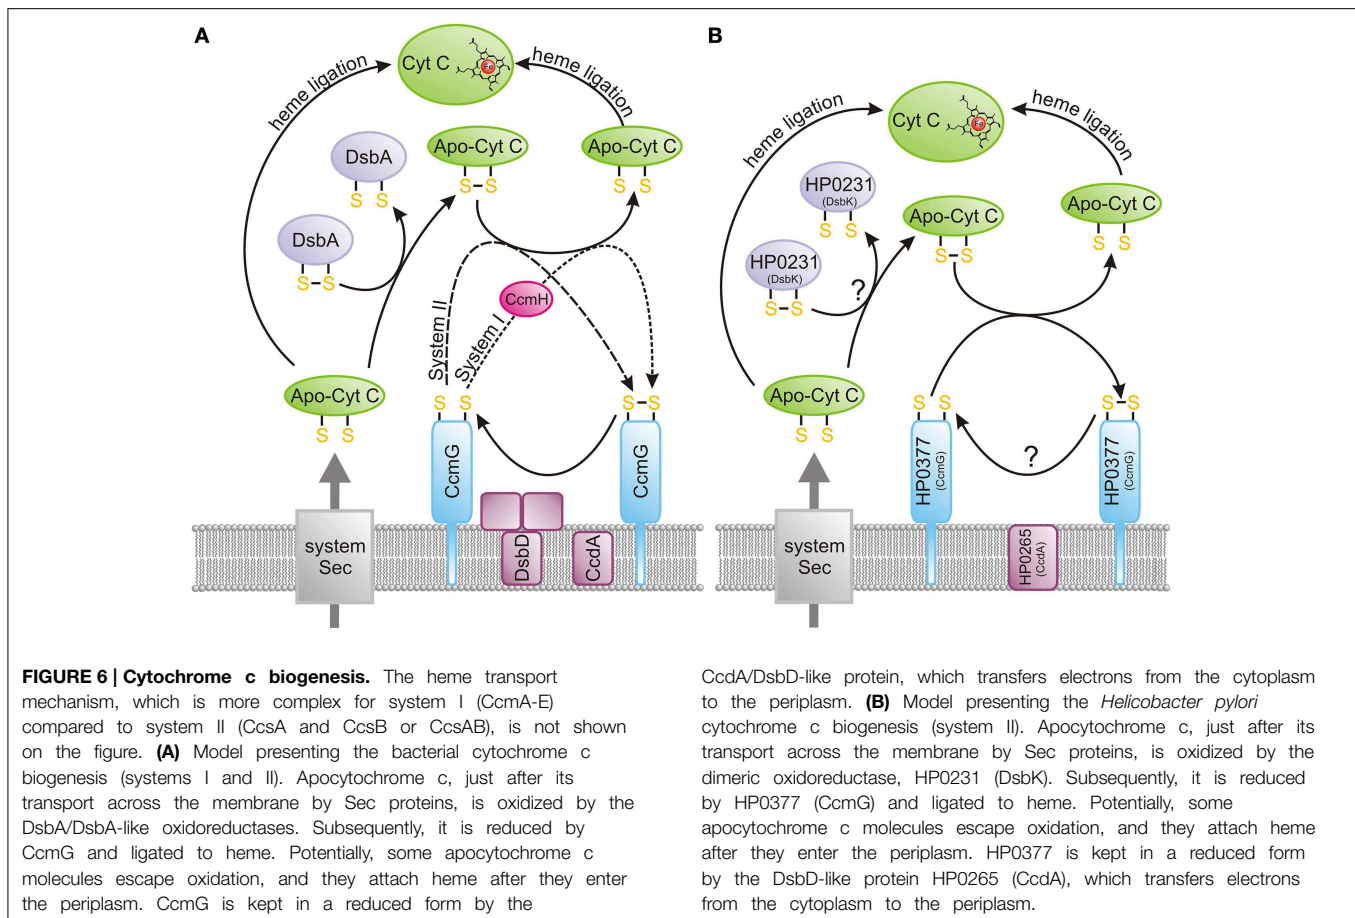 A
B
Cyt C
Fe
heme ligation
heme ligation
DsbA
S S
Apo-Cyt C
S-S
Apo-Cyt C
S S
DsbA
S-S
CcmH
System II
System I
Apo-Cyt C
S S
S S
S-S
CcmG
CcmG
DsbD
CcdA
system
Sec
Cyt C
Fe
heme ligation
heme ligation
HP0231
(DsbK)
S S
Apo-Cyt C
S-S
Apo-Cyt C
S S
HP0231
(DsbK)
S-S
?
Apo-Cyt C
S S
S S
S-S
HP0377
(CcmG)
?
HP0377
(CcmG)
HP0265
(CcdA)
system
Sec
FIGURE 6 | Cytochrome c biogenesis. The heme transport
mechanism, which is more complex for system I (CcmA-E)
compared to system II (CcsA and CcsB or CcsAB), is not shown
on the figure. (A) Model presenting the bacterial cytochrome c
biogenesis (systems I and II). Apocytochrome c, just after its
transport across the membrane by Sec proteins, is oxidized by the
DsbA/DsbA-like oxidoreductases. Subsequently, it is reduced by
CcmG and ligated to heme. Potentially, some apocytochrome c
molecules escape oxidation, and they attach heme after they enter
the periplasm. CcmG is kept in a reduced form by the
CcdA/DsbD-like protein, which transfers electrons from the cytoplasm
to the periplasm. (B) Model presenting the Helicobacter pylori
cytochrome c biogenesis (system II). Apocytochrome c, just after its
transport across the membrane by Sec proteins, is oxidized by the
dimeric oxidoreductase, HP0231 (DsbK). Subsequently, it is reduced
by HP0377 (CcmG) and ligated to heme. Potentially, some
apocytochrome c molecules escape oxidation, and they attach heme
after they enter the periplasm. HP0377 is kept in a reduced form
by the DsbD-like protein HP0265 (CcdA), which transfers electrons
from the cytoplasm to the periplasm.